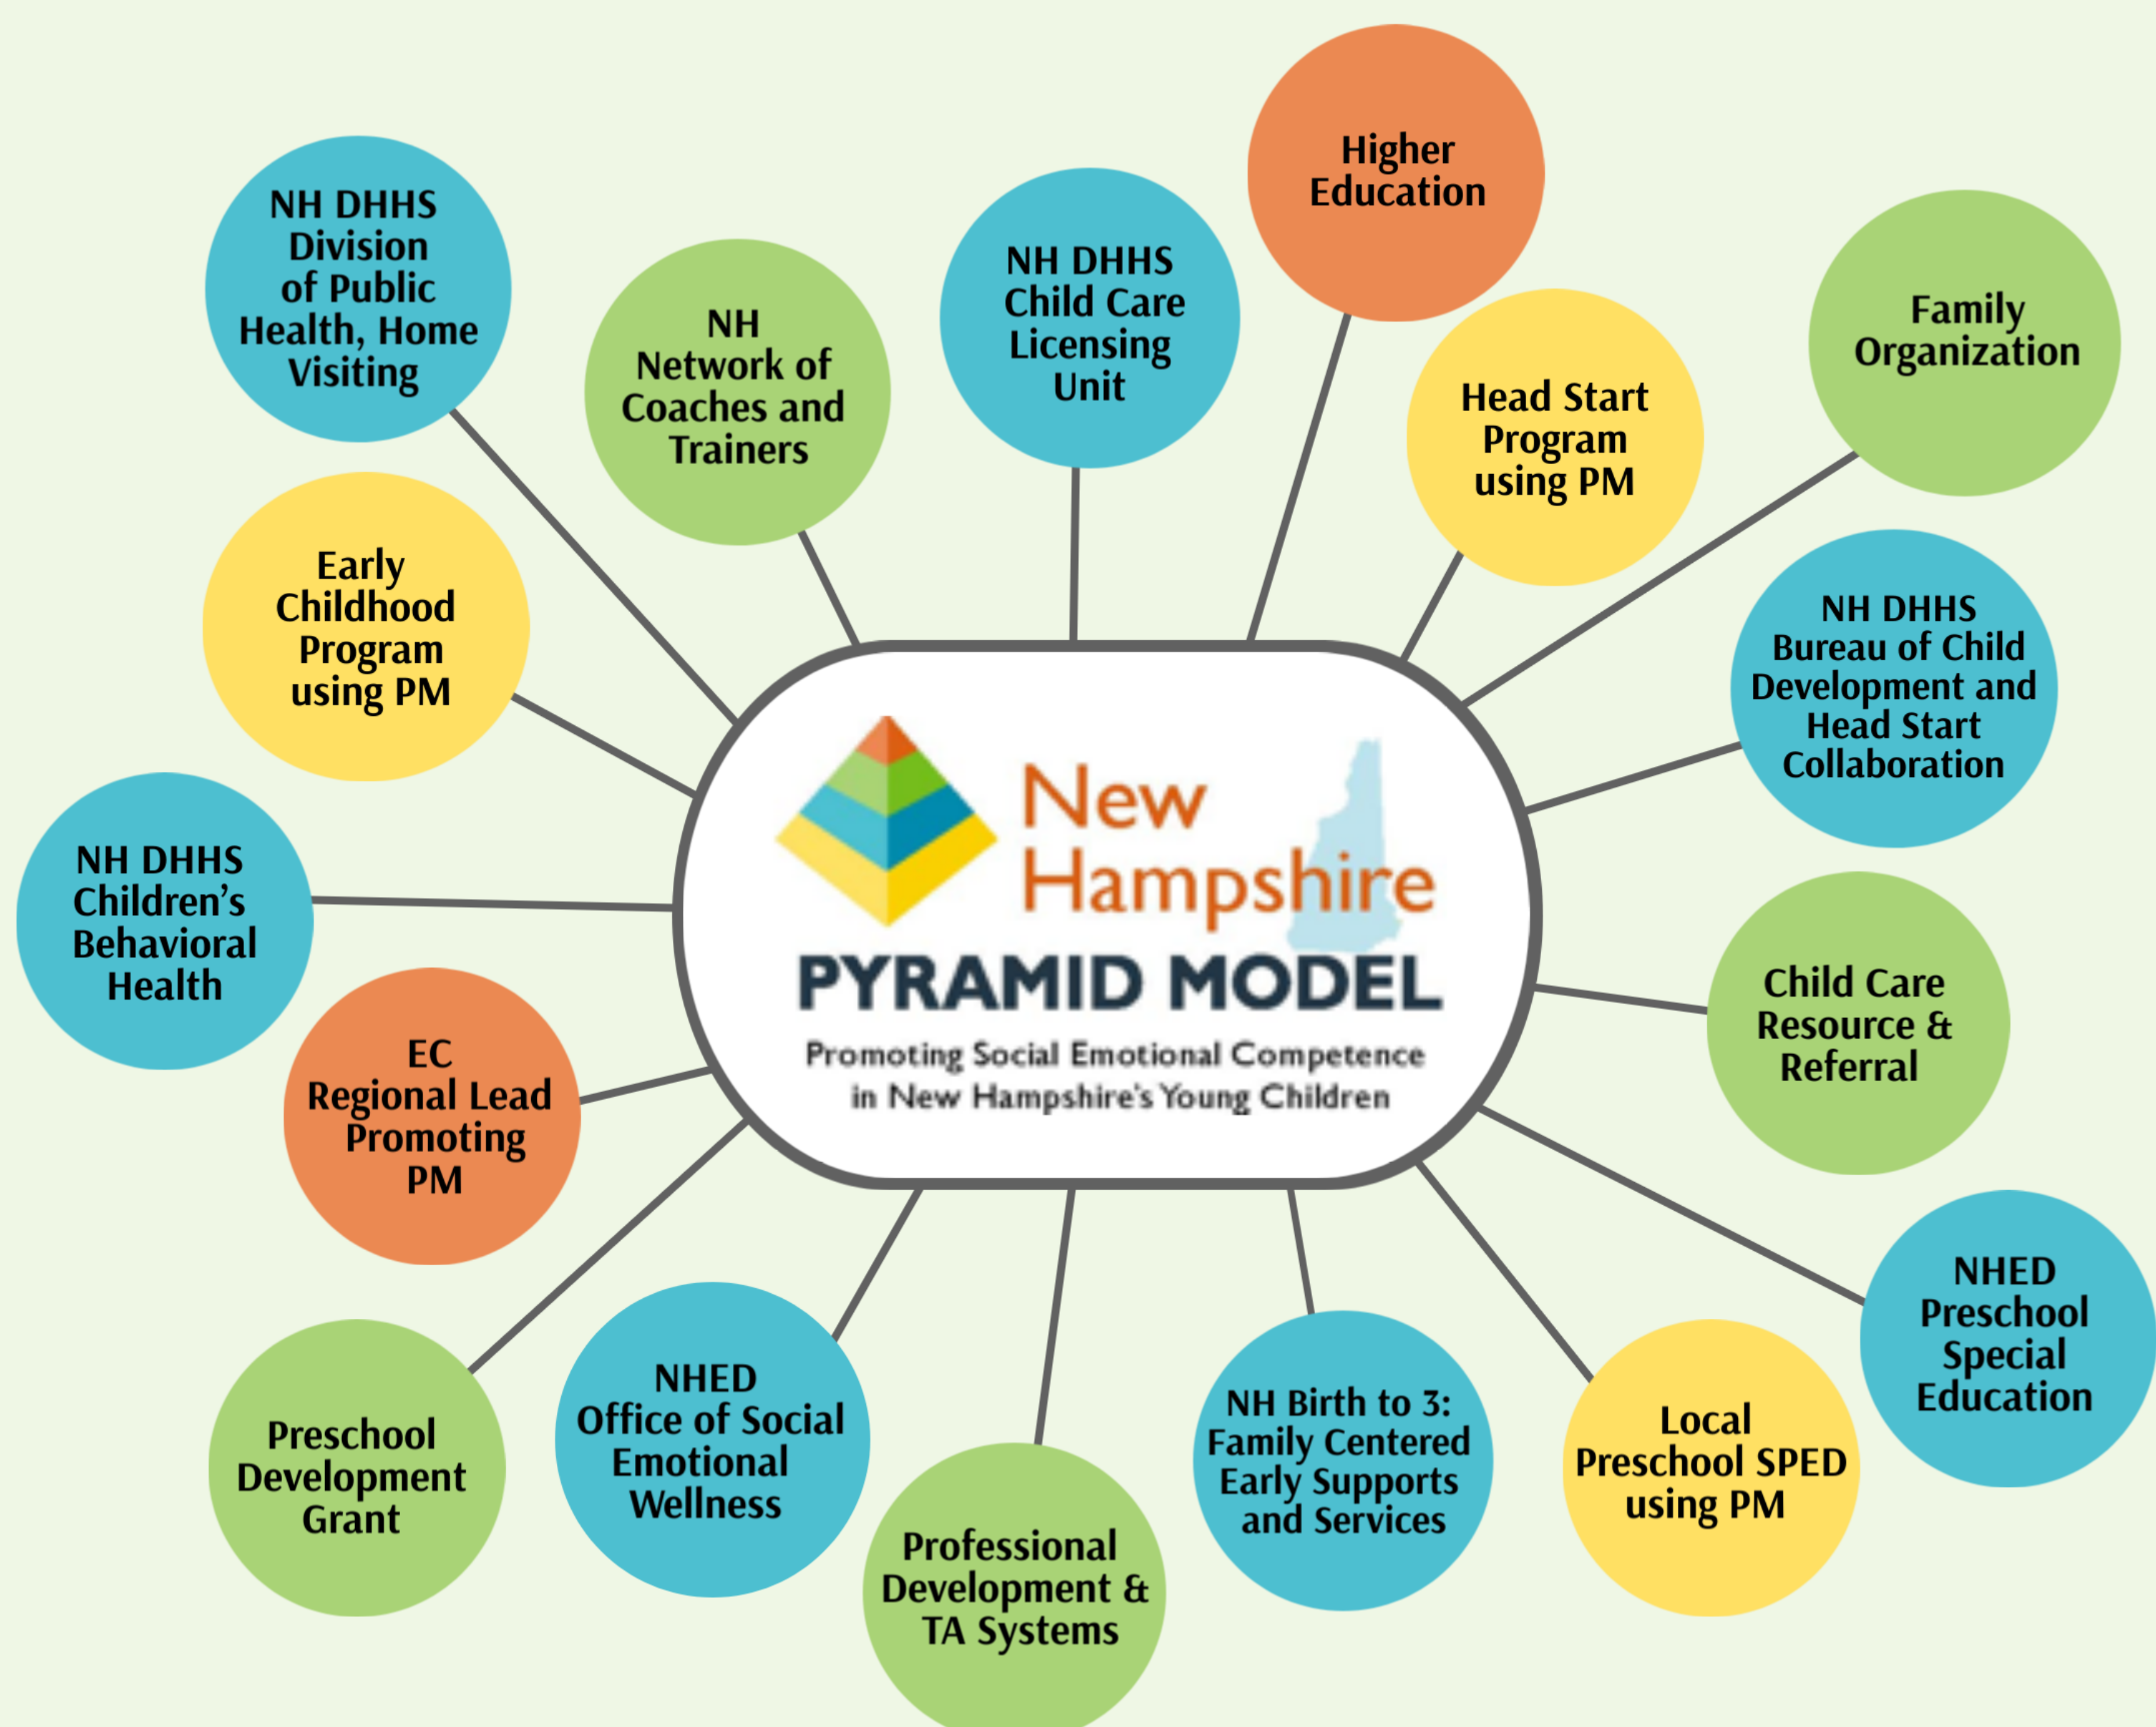 Higher
Education
NH DHHS
Division
of Public
Health, Home
Visiting
NH
Network of
Coaches and
Trainers
NH DHHS
Child Care
Licensing
Unit
Head Start
Program
using PM
Family
Organization
Early
Childhood
Program
using PM
NH DHHS
Bureau of Child
Development and
Head Start
Collaboration
New
Hampshire
PYRAMID MODEL
Promoting Social Emotional Competence
in New Hampshire's Young Children
NH DHHS
Children’s
Behavioral
Health
EC
Regional Lead
Promoting
PM
Child Care
Resource &
Referral
NHED
Preschool
Special
Education
Preschool
Development
Grant
NHED
Office of Social
Emotional
Wellness
Professional
Development &
TA Systems
NH Birth to 3:
Family Centered
Early Supports
and Services
Local
Preschool SPED
using PM